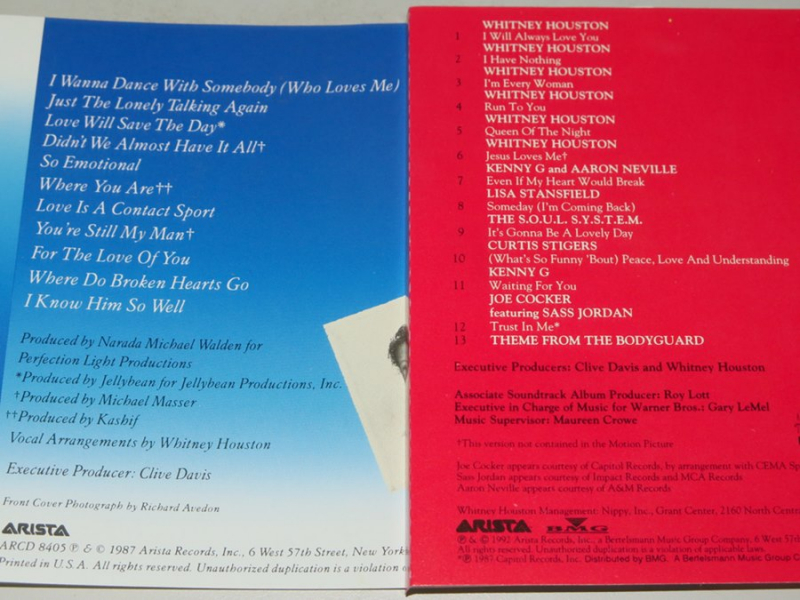 I Wanna Dance With Somebody (Who Loves Me)
Just The Lonely Talking Again
Love Will Save The Day*
Didn't We Almost Have It All†
So Emotional
Where You Are††
Love Is A Contact Sport
You're Still My Man†
For The Love Of You
Where Do Broken Hearts Go
I Know Him So Well
Produced by Narada Michael Walden for
Perfection Light Productions
*Produced by Jellybean for Jellybean Productions, Inc.
†Produced by Michael Masser
††Produced by Kashif
Vocal Arrangements by Whitney Houston
Executive Producer: Clive Davis
Front Cover Photograph by Richard Avedon
ARISTA
ARCD 8405 ℗ & © 1987 Arista Records, Inc., 6 West 57th Street, New York
Printed in U.S.A. All rights reserved. Unauthorized duplication is a violation o
WHITNEY HOUSTON
1 I Will Always Love You
WHITNEY HOUSTON
2 I Have Nothing
WHITNEY HOUSTON
3 I'm Every Woman
WHITNEY HOUSTON
4 Run To You
WHITNEY HOUSTON
5 Queen Of The Night
WHITNEY HOUSTON
6 Jesus Loves Me†
KENNY G and AARON NEVILLE
7 Even If My Heart Would Break
LISA STANSFIELD
8 Someday (I'm Coming Back)
THE S.O.U.L. S.Y.S.T.E.M.
9 It's Gonna Be A Lovely Day
CURTIS STIGERS
10 (What's So Funny 'Bout) Peace, Love And Understanding
KENNY G
11 Waiting For You
JOE COCKER
featuring SASS JORDAN
12 Trust In Me*
13 THEME FROM THE BODYGUARD
Executive Producers: Clive Davis and Whitney Houston
Associate Soundtrack Album Producer: Roy Lott
Executive in Charge of Music for Warner Bros.: Gary LeMel
Music Supervisor: Maureen Crowe
†This version not contained in the Motion Picture
Joe Cocker appears courtesy of Capitol Records, by arrangement with CEMA Sp
Sass Jordan appears courtesy of Impact Records and MCA Records
Aaron Neville appears courtesy of A&M Records
Whitney Houston Management: Nippy, Inc., Grant Center, 2160 North Centr
ARISTA BMG
℗ & © 1992 Arista Records, Inc., a Bertelsmann Music Group Company, 6 West 57t
All rights reserved. Unauthorized duplication is a violation of applicable laws.
*℗ 1987 Capitol Records, Inc. Distributed by BMG. A Bertelsmann Music Group C